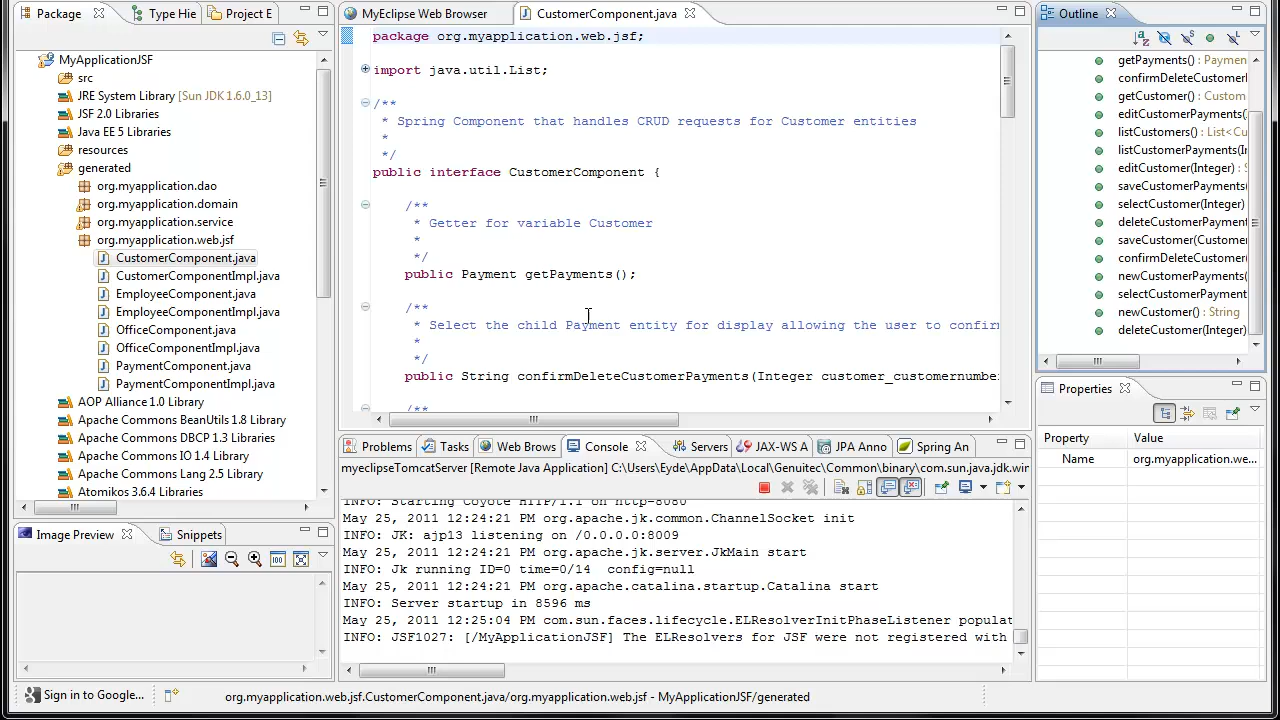 Package
Type Hie
Project E
MyApplicationJSF
src
JRE System Library [Sun JDK 1.6.0_13]
JSF 2.0 Libraries
Java EE 5 Libraries
resources
generated
org.myapplication.dao
org.myapplication.domain
org.myapplication.service
org.myapplication.web.jsf
CustomerComponent.java
CustomerComponentImpl.java
EmployeeComponent.java
EmployeeComponentImpl.java
OfficeComponent.java
OfficeComponentImpl.java
PaymentComponent.java
PaymentComponentImpl.java
AOP Alliance 1.0 Library
Apache Commons BeanUtils 1.8 Library
Apache Commons DBCP 1.3 Libraries
Apache Commons IO 1.4 Library
Apache Commons Lang 2.5 Library
Atomikos 3.6.4 Libraries
MyEclipse Web Browser
CustomerComponent.java
package org.myapplication.web.jsf;
import java.util.List;
/**
* Spring Component that handles CRUD requests for Customer entities
*
*/
public interface CustomerComponent {
/**
* Getter for variable Customer
*
*/
public Payment getPayments();
/**
* Select the child Payment entity for display allowing the user to confirm
*
*/
public String confirmDeleteCustomerPayments(Integer customer_customernumber
/**
Outline
getPayments() : Paymen
confirmDeleteCustomerl
getCustomer() : Custom
editCustomerPayments(
listCustomers() : List<Cu
listCustomerPayments(In
editCustomer(Integer) : S
saveCustomerPayments(
selectCustomer(Integer)
deleteCustomerPayment
saveCustomer(Customer
confirmDeleteCustomer(
newCustomerPayments(
selectCustomerPayment
newCustomer() : String
deleteCustomer(Integer)
Properties
Property Value
Name org.myapplication.we...
Image Preview
Snippets
Problems
Tasks
Web Brows
Console
Servers
JAX-WS A
JPA Anno
Spring An
myeclipseTomcatServer [Remote Java Application] C:\Users\Eyde\AppData\Local\Genuitec\Common\binary\com.sun.java.jdk.win
INFO: Starting Coyote HTTP/1.1 on http-8080
May 25, 2011 12:24:21 PM org.apache.jk.common.ChannelSocket init
INFO: JK: ajp13 listening on /0.0.0.0:8009
May 25, 2011 12:24:21 PM org.apache.jk.server.JkMain start
INFO: Jk running ID=0 time=0/14 config=null
May 25, 2011 12:24:21 PM org.apache.catalina.startup.Catalina start
INFO: Server startup in 8596 ms
May 25, 2011 12:25:04 PM com.sun.faces.lifecycle.ELResolverInitPhaseListener populat
INFO: JSF1027: [/MyApplicationJSF] The ELResolvers for JSF were not registered with
Sign in to Google...
org.myapplication.web.jsf.CustomerComponent.java/org.myapplication.web.jsf - MyApplicationJSF/generated